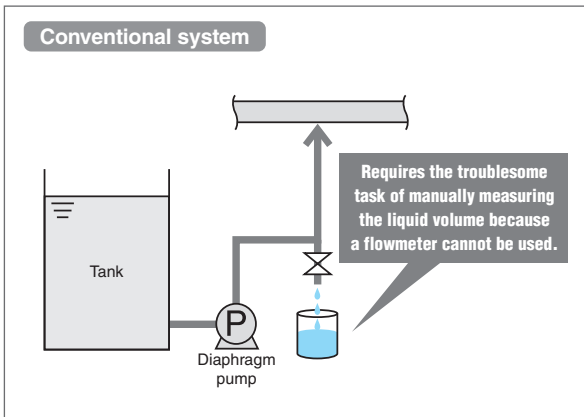 Conventional system
Requires the troublesome
task of manually measuring
the liquid volume because
a flowmeter cannot be used.
Tank
P
Diaphragm
pump